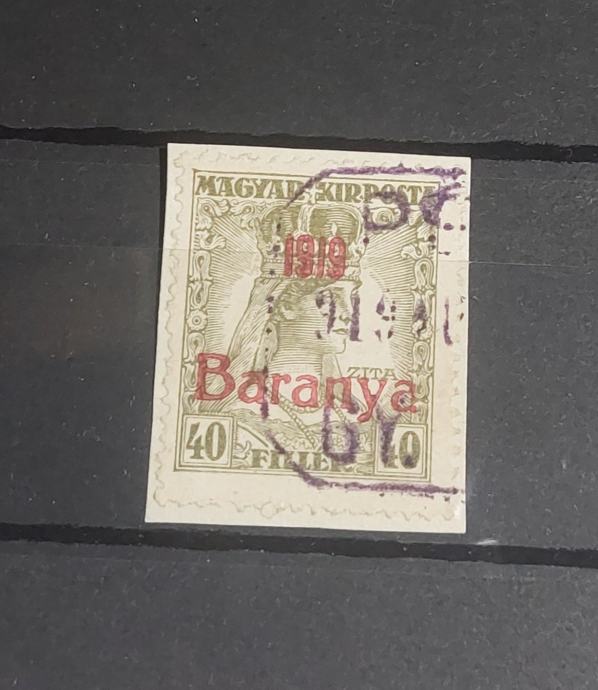 MAGYAR KIR. POSTA
1919
ZITA
Baranya
40 FILLÉR 40